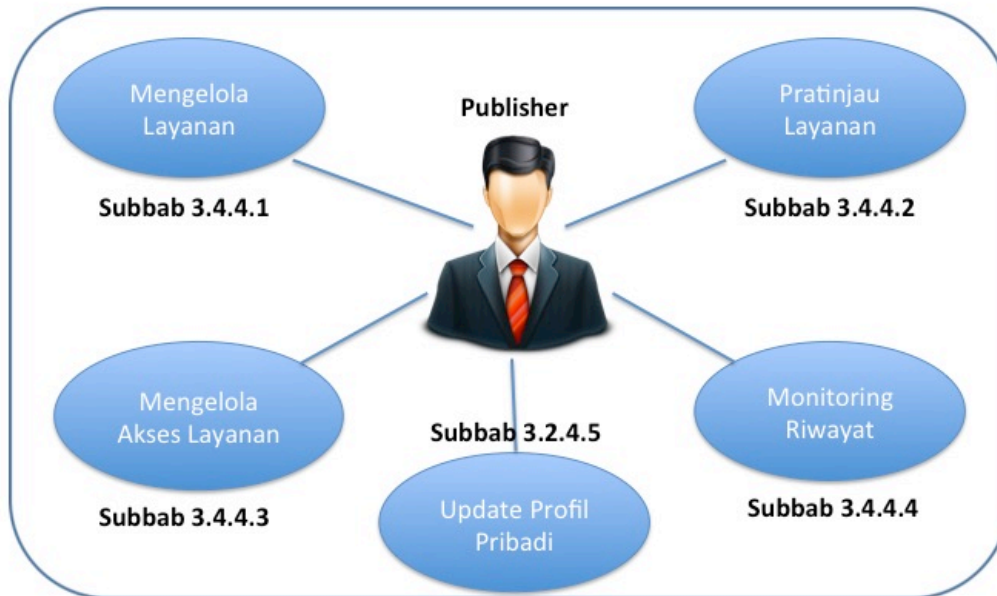 Mengelola
Layanan
Subbab 3.4.4.1
Publisher
Pratinjau
Layanan
Subbab 3.4.4.2
Mengelola
Akses Layanan
Subbab 3.4.4.3
Subbab 3.2.4.5
Update Profil
Pribadi
Monitoring
Riwayat
Subbab 3.4.4.4